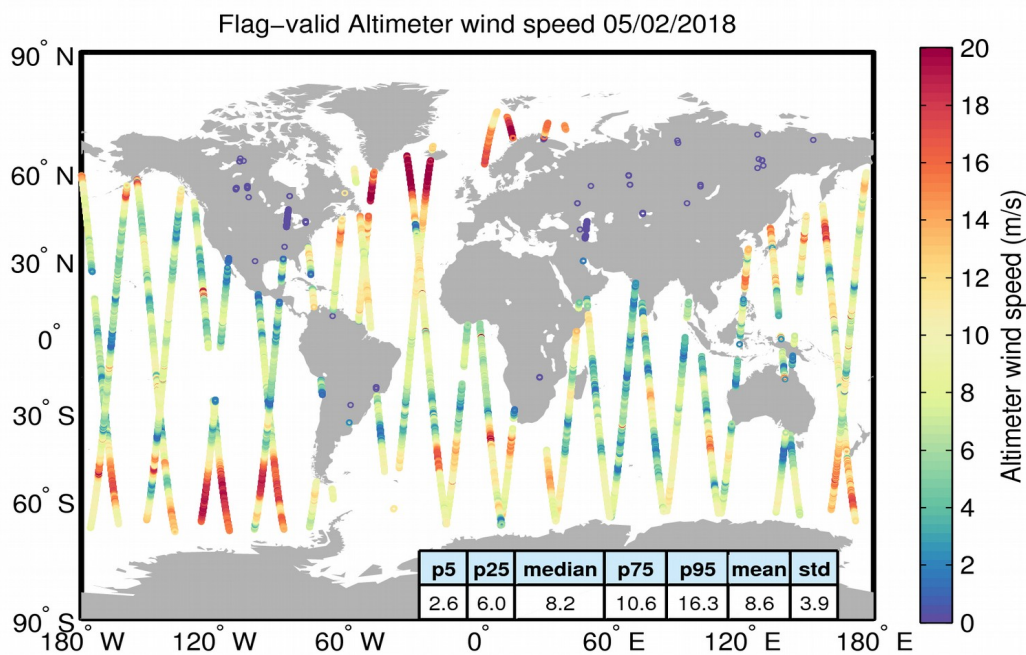 Flag−valid Altimeter wind speed 05/02/2018
90° N
60° N
30° N
0°
30° S
60° S
90° S
180° W
120° W
60° W
0°
60° E
120° E
180° E
p5 p25 median p75 p95 mean std
2.6 6.0 8.2 10.6 16.3 8.6 3.9
20
18
16
14
12
10
8
6
4
2
0
Altimeter wind speed (m/s)